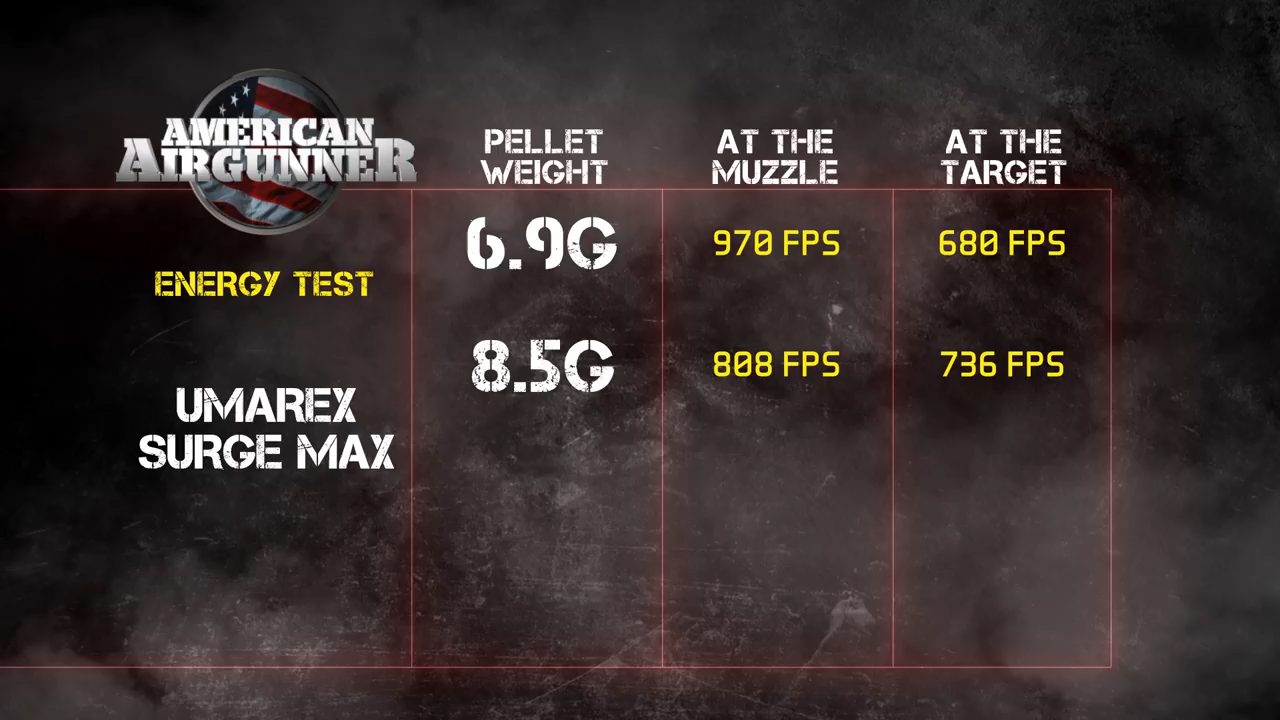 AMERICAN
AIRGUNNER
PELLET
WEIGHT
AT THE
MUZZLE
AT THE
TARGET
6.9G
970 FPS
680 FPS
ENERGY TEST
8.5G
808 FPS
736 FPS
UMAREX
SURGE MAX